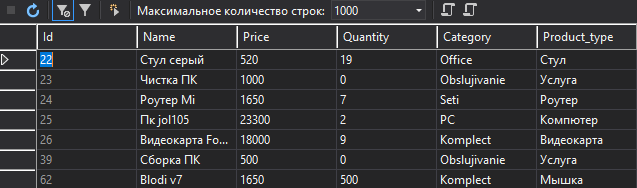 Максимальное количество строк: 1000
Id Name Price Quantity Category Product_type
22 Стул серый 520 19 Office Стул
23 Чистка ПК 1000 0 Obslujivanie Услуга
24 Роутер Mi 1650 7 Seti Роутер
25 Пк jol105 23300 2 PC Компютер
26 Видеокарта Fo... 18000 9 Komplect Видеокарта
39 Сборка ПК 500 0 Obslujivanie Услуга
62 Blodi v7 1650 500 Komplect Мышка